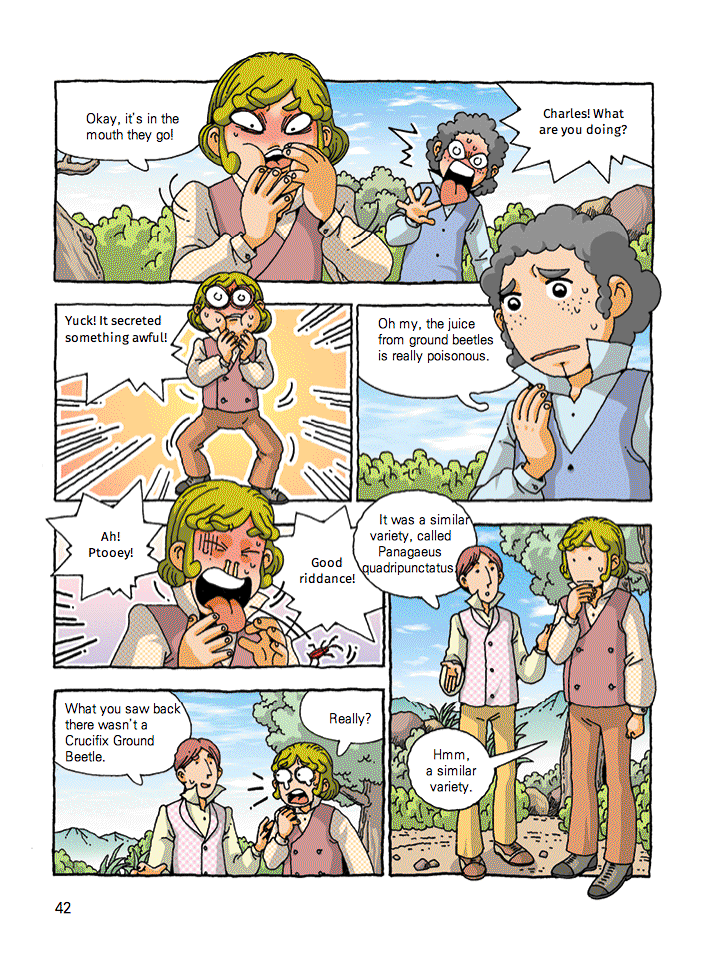 Okay, it's in the
mouth they go!
Charles! What
are you doing?
Yuck! It secreted
something awful!
Oh my, the juice
from ground beetles
is really poisonous.
Ah!
Ptooey!
Good
riddance!
What you saw back
there wasn't a
Crucifix Ground
Beetle.
Really?
It was a similar
variety, called
Panagaeus
quadripunctatus.
Hmm,
a similar
variety.
42